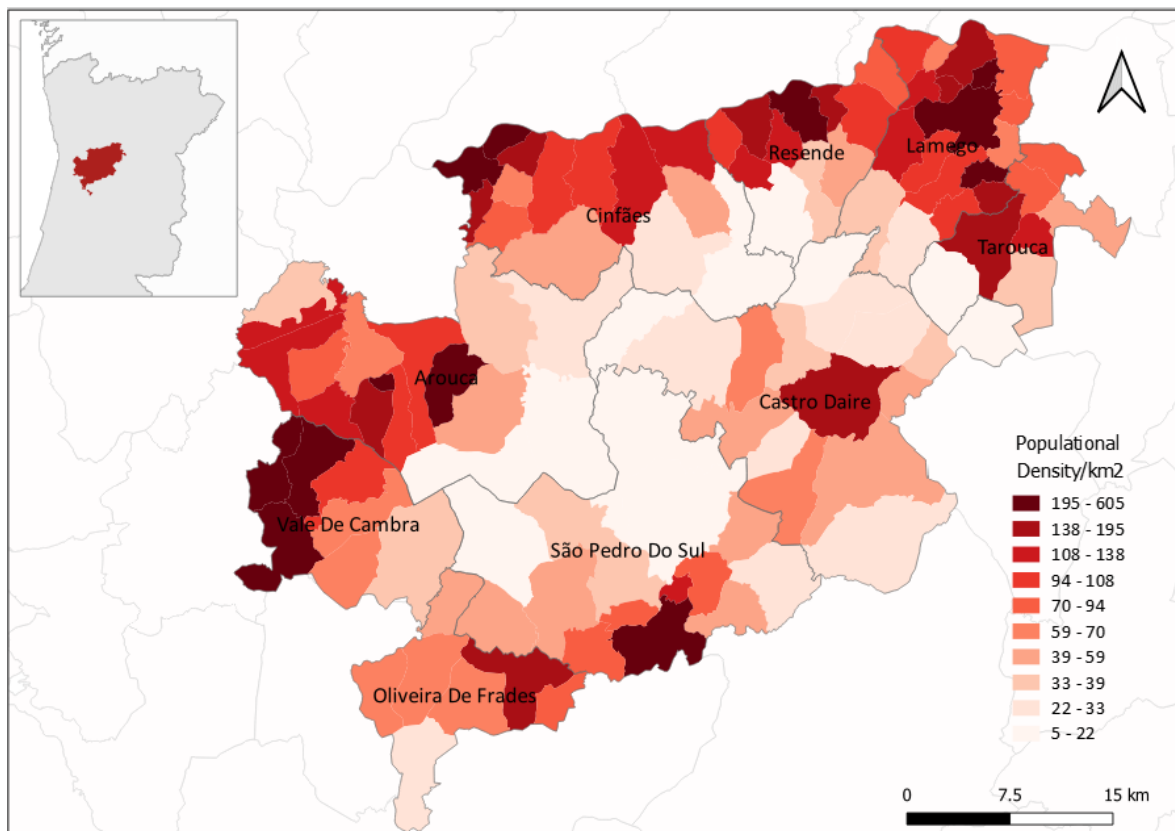 Resende
Lamego
Cinfães
Tarouca
Arouca
Castro Daire
Vale De Cambra
São Pedro Do Sul
Oliveira De Frades
Populational
Density/km2
195 - 605
138 - 195
108 - 138
94 - 108
70 - 94
59 - 70
39 - 59
33 - 39
22 - 33
5 - 22
0 7.5 15 km